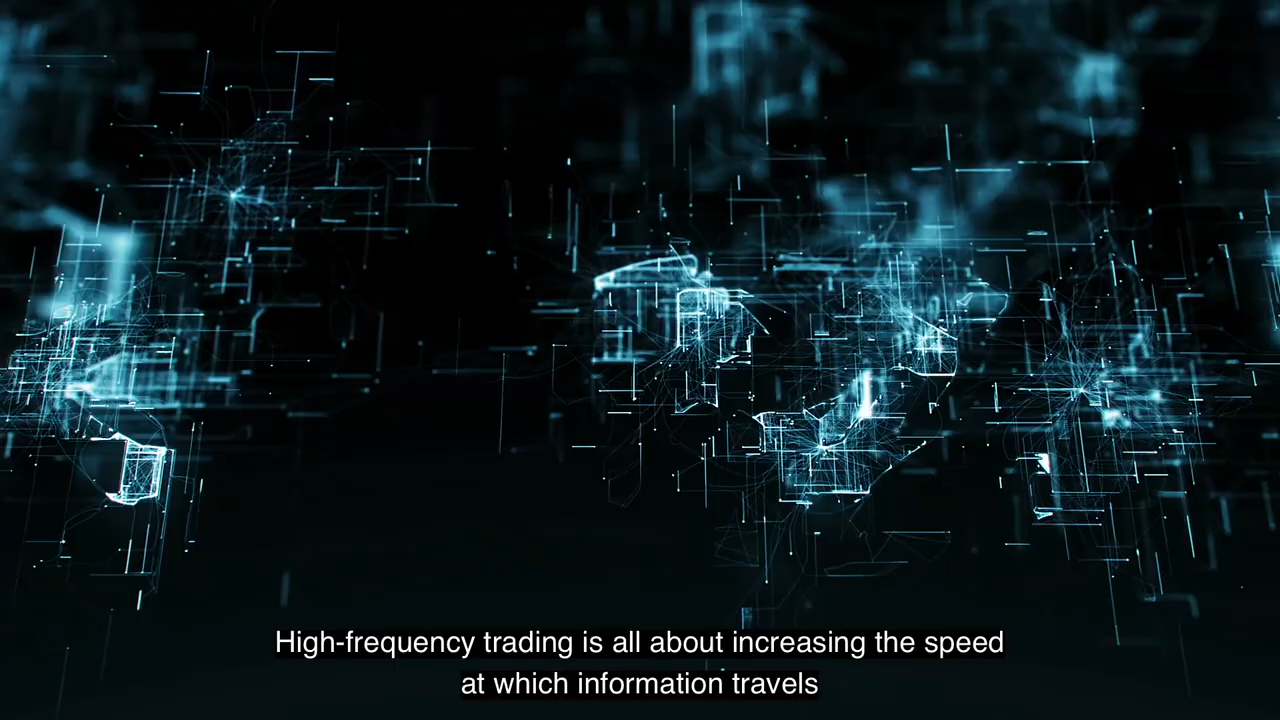 High-frequency trading is all about increasing the speed
at which information travels